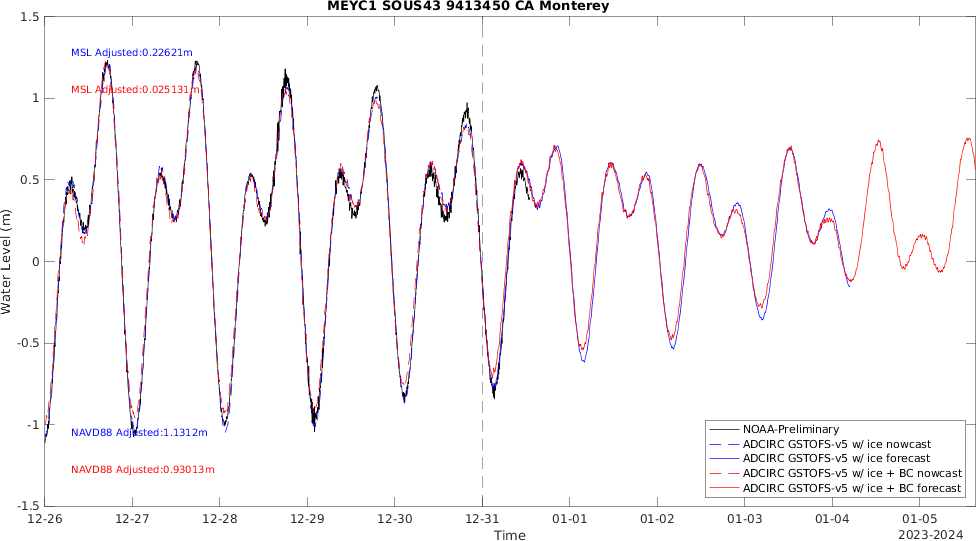 MEYC1 SOUS43 9413450 CA Monterey
1.5
1
0.5
0
-0.5
-1
-1.5
Water Level (m)
MSL Adjusted:0.22621m
MSL Adjusted:0.025131m
NAVD88 Adjusted:1.1312m
NAVD88 Adjusted:0.93013m
NOAA-Preliminary
ADCIRC GSTOFS-v5 w/ ice nowcast
ADCIRC GSTOFS-v5 w/ ice forecast
ADCIRC GSTOFS-v5 w/ ice + BC nowcast
ADCIRC GSTOFS-v5 w/ ice + BC forecast
12-26 12-27 12-28 12-29 12-30 12-31 01-01 01-02 01-03 01-04 01-05
Time
2023-2024